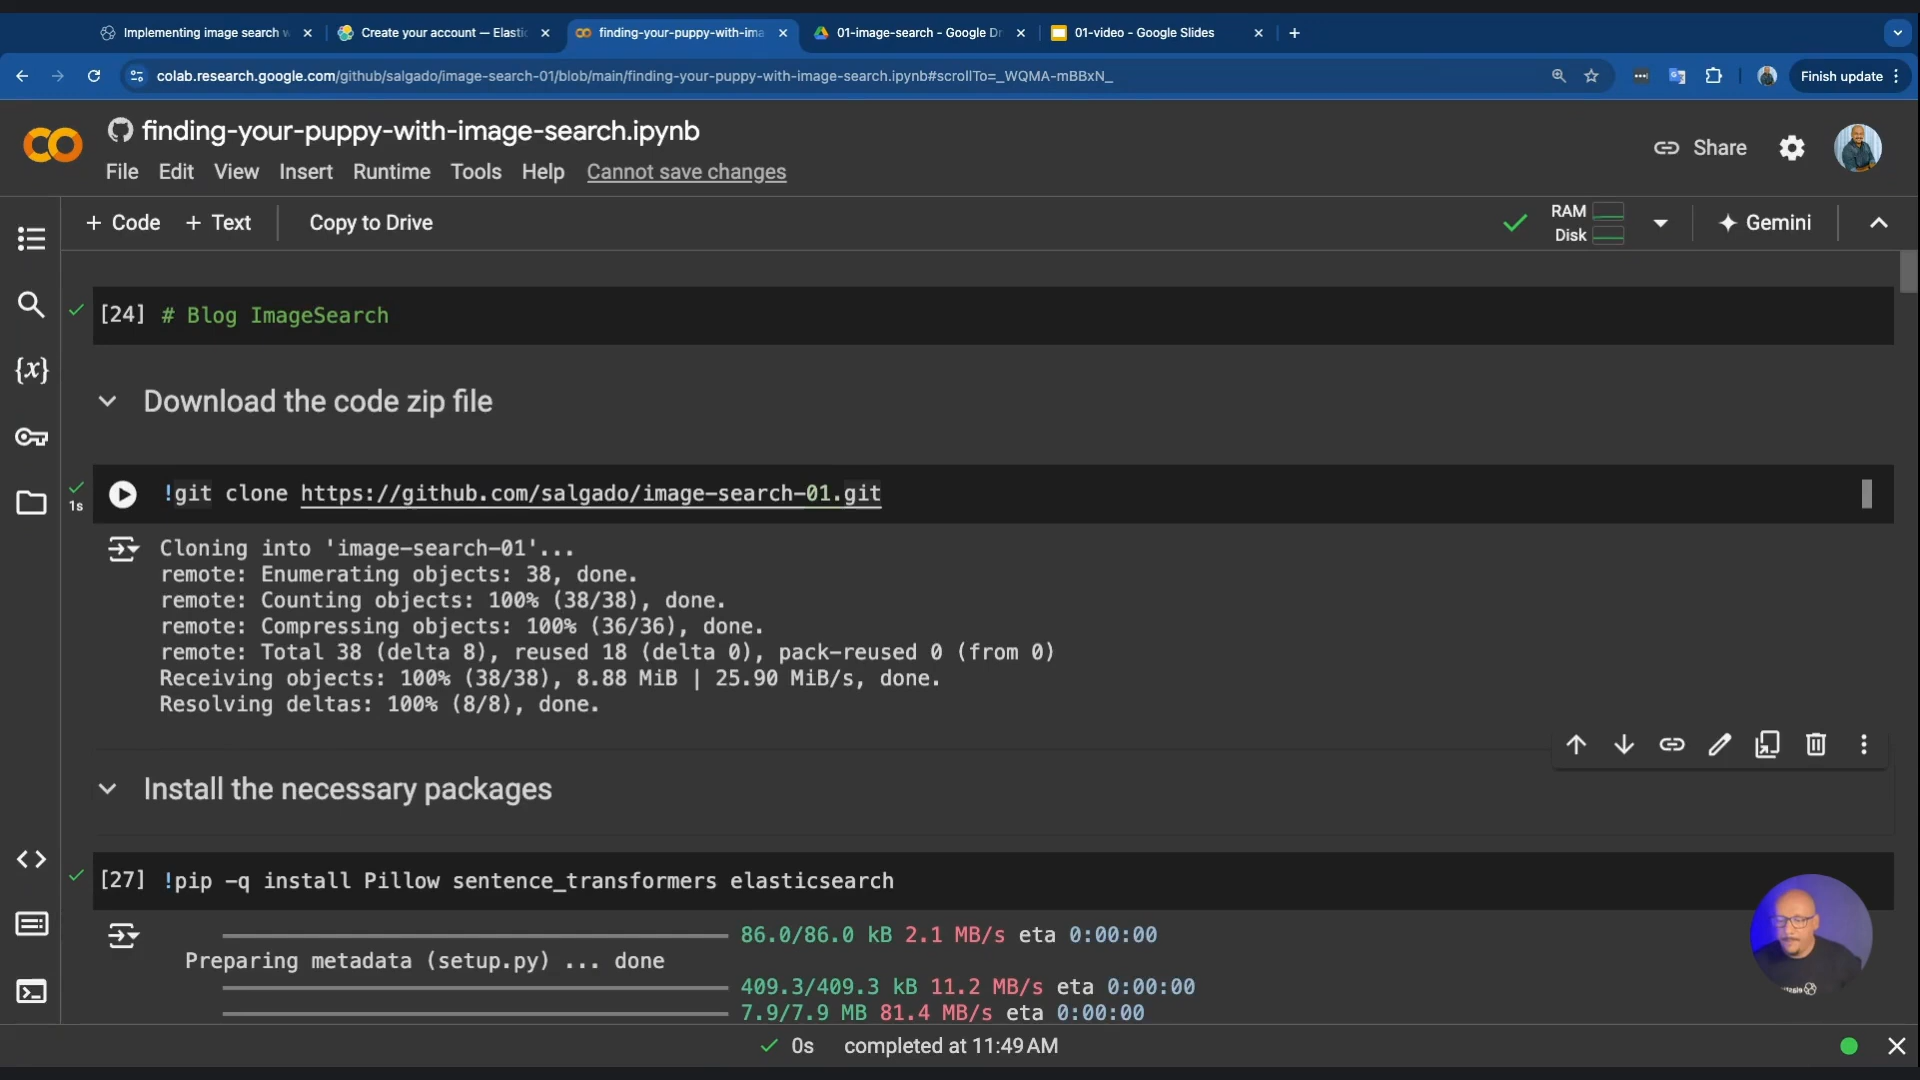 Implementing image search w
Create your account — Elasti
finding-your-puppy-with-ima
01-image-search - Google Dr
01-video - Google Slides
colab.research.google.com/github/salgado/image-search-01/blob/main/finding-your-puppy-with-image-search.ipynb#scrollTo=_WQMA-mBBxN_
Finish update
finding-your-puppy-with-image-search.ipynb
Share
File Edit View Insert Runtime Tools Help Cannot save changes
+ Code + Text Copy to Drive
RAM
Disk
Gemini
[24] # Blog ImageSearch
Download the code zip file
1s
!git clone https://github.com/salgado/image-search-01.git
Cloning into 'image-search-01'...
remote: Enumerating objects: 38, done.
remote: Counting objects: 100% (38/38), done.
remote: Compressing objects: 100% (36/36), done.
remote: Total 38 (delta 8), reused 18 (delta 0), pack-reused 0 (from 0)
Receiving objects: 100% (38/38), 8.88 MiB | 25.90 MiB/s, done.
Resolving deltas: 100% (8/8), done.
Install the necessary packages
[27] !pip -q install Pillow sentence_transformers elasticsearch
86.0/86.0 kB 2.1 MB/s eta 0:00:00
Preparing metadata (setup.py) ... done
409.3/409.3 kB 11.2 MB/s eta 0:00:00
7.9/7.9 MB 81.4 MB/s eta 0:00:00
0s completed at 11:49 AM